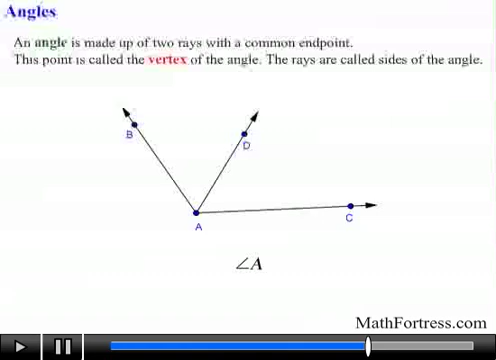 Angles
An angle is made up of two rays with a common endpoint.
This point is called the vertex of the angle. The rays are called sides of the angle.
B
D
A
C
∠A
MathFortress.com